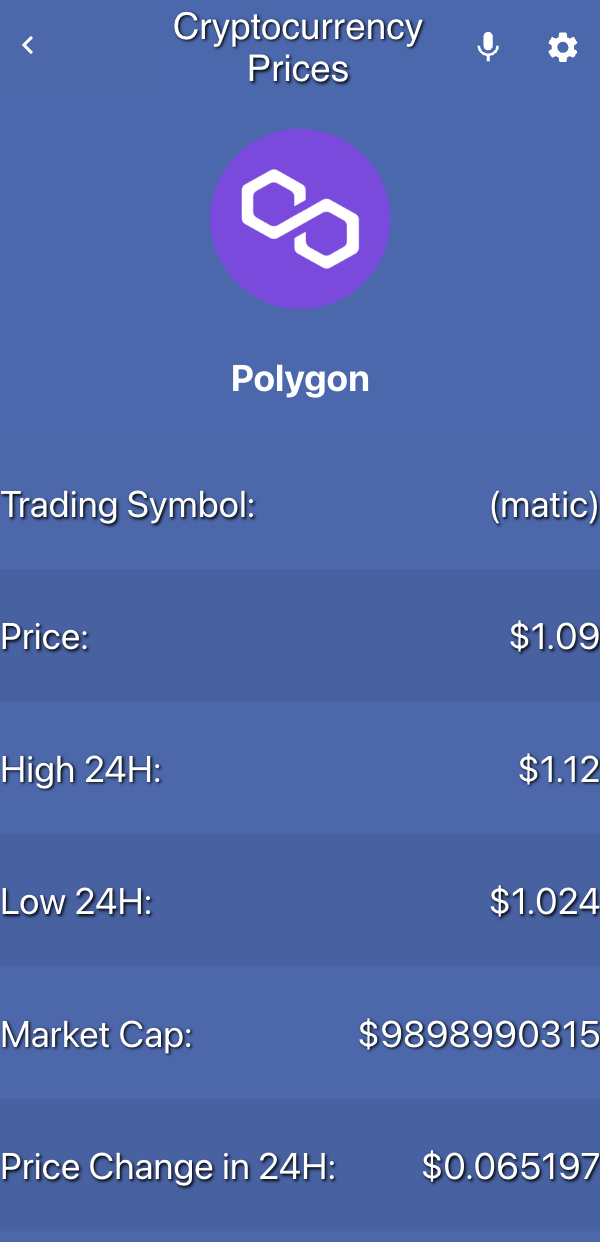 Cryptocurrency
Prices
Polygon
Trading Symbol: (matic)
Price: $1.09
High 24H: $1.12
Low 24H: $1.024
Market Cap: $9898990315
Price Change in 24H: $0.065197